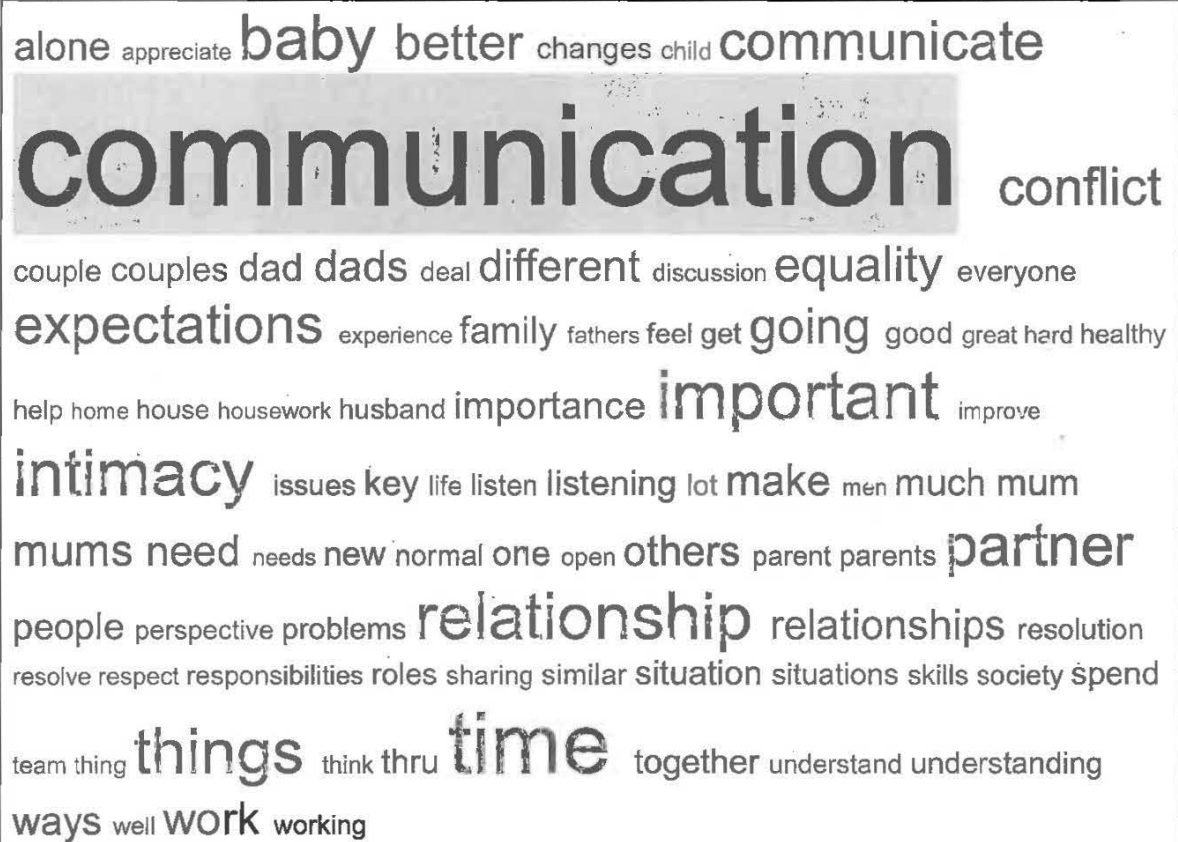 alone appreciate baby better changes child communicate
communication conflict
couple couples dad dads deal different discussion equality everyone
expectations experience family fathers feel get going good great hard healthy
help home house housework husband importance important improve
intimacy issues key life listen listening lot make men much mum
mums need needs new normal one open others parent parents partner
people perspective problems relationship relationships resolution
resolve respect responsibilities roles sharing similar situation situations skills society spend
team thing things think thru time together understand understanding
ways well work working